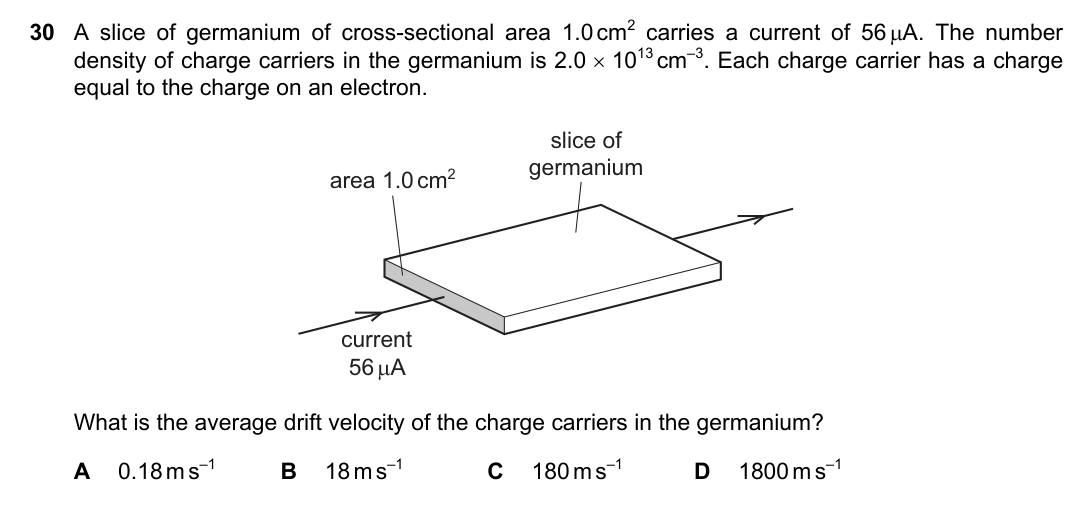 30 A slice of germanium of cross-sectional area 1.0 cm² carries a current of 56 μA. The number
density of charge carriers in the germanium is 2.0 × 10¹³ cm⁻³. Each charge carrier has a charge
equal to the charge on an electron.
slice of
germanium
area 1.0 cm²
current
56 μA
What is the average drift velocity of the charge carriers in the germanium?
A 0.18 m s⁻¹ B 18 m s⁻¹ C 180 m s⁻¹ D 1800 m s⁻¹